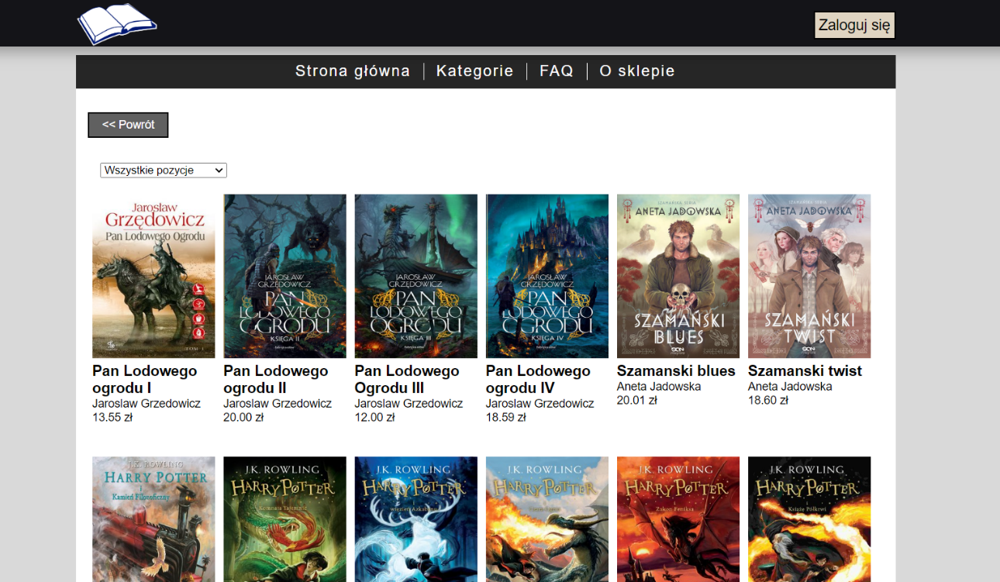 Zaloguj się
Strona główna
Kategorie
FAQ
O sklepie
<< Powrót
Wszystkie pozycje
Jarosław
Grzędowicz
Pan Lodowego Ogrodu
TOM 1
JAROSŁAW
GRZĘDOWICZ
PAN
LODOWEGO
OGRODU
KSIĘGA II
JAROSŁAW
GRZĘDOWICZ
PAN
LODOWEGO
OGRODU
KSIĘGA III
JAROSŁAW
GRZĘDOWICZ
PAN
LODOWEGO
OGRODU
KSIĘGA IV
SZAMAŃSKA SERIA
ANETA JADOWSKA
SZAMAŃSKI
BLUES
SQN
SZAMAŃSKA SERIA
ANETA JADOWSKA
SZAMAŃSKI
TWIST
SQN
Pan Lodowego
ogrodu I
Jaroslaw Grzedowicz
13.55 zł
Pan Lodowego
ogrodu II
Jaroslaw Grzedowicz
20.00 zł
Pan Lodowego
Ogrodu III
Jaroslaw Grzedowicz
12.00 zł
Pan Lodowego
ogrodu IV
Jaroslaw Grzedowicz
18.59 zł
Szamanski blues
Aneta Jadowska
20.01 zł
Szamanski twist
Aneta Jadowska
18.60 zł
J.K. ROWLING
HARRY POTTER
i
Kamień Filozoficzny
J.K. ROWLING
HARRY POTTER
i
Komnata Tajemnic
J.K. ROWLING
HARRY POTTER
i
więzień Azkabanu
J.K. ROWLING
HARRY POTTER
J.K. ROWLING
HARRY POTTER
i
Zakon Feniksa
J.K. ROWLING
HARRY POTTER
i
Książę Półkrwi